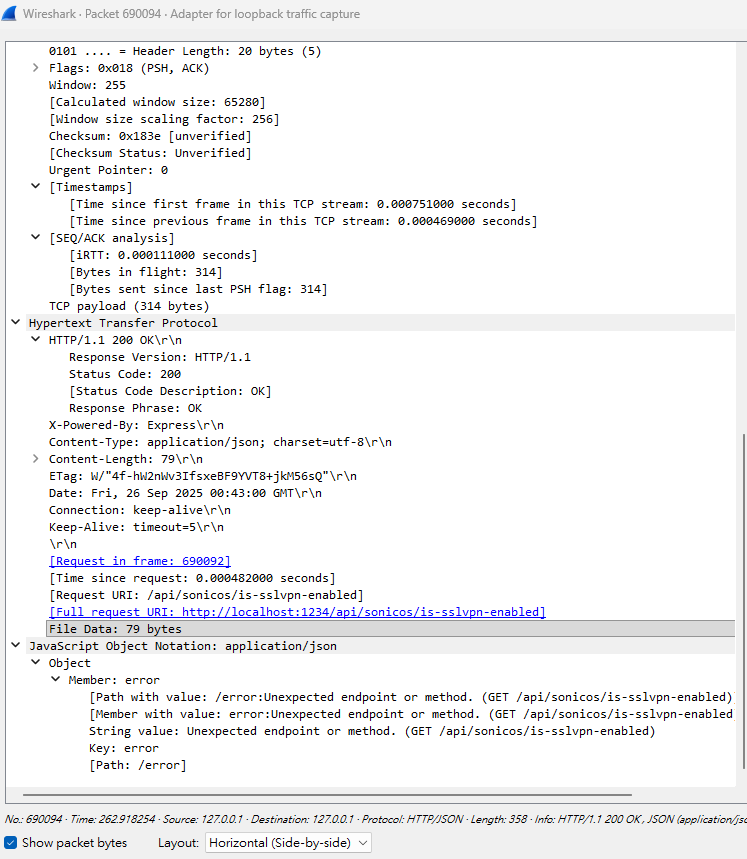 Wireshark · Packet 690094 · Adapter for loopback traffic capture
0101 .... = Header Length: 20 bytes (5)
Flags: 0x018 (PSH, ACK)
Window: 255
[Calculated window size: 65280]
[Window size scaling factor: 256]
Checksum: 0x183e [unverified]
[Checksum Status: Unverified]
Urgent Pointer: 0
[Timestamps]
[Time since first frame in this TCP stream: 0.000751000 seconds]
[Time since previous frame in this TCP stream: 0.000469000 seconds]
[SEQ/ACK analysis]
[iRTT: 0.000111000 seconds]
[Bytes in flight: 314]
[Bytes sent since last PSH flag: 314]
TCP payload (314 bytes)
Hypertext Transfer Protocol
HTTP/1.1 200 OK\r\n
Response Version: HTTP/1.1
Status Code: 200
[Status Code Description: OK]
Response Phrase: OK
X-Powered-By: Express\r\n
Content-Type: application/json; charset=utf-8\r\n
Content-Length: 79\r\n
ETag: W/"4f-hW2nWv3IfsxeBF9YVT8+jkM56sQ"\r\n
Date: Fri, 26 Sep 2025 00:43:00 GMT\r\n
Connection: keep-alive\r\n
Keep-Alive: timeout=5\r\n
\r\n
[Request in frame: 690092]
[Time since request: 0.000482000 seconds]
[Request URI: /api/sonicos/is-sslvpn-enabled]
[Full request URI: http://localhost:1234/api/sonicos/is-sslvpn-enabled]
File Data: 79 bytes
JavaScript Object Notation: application/json
Object
Member: error
[Path with value: /error:Unexpected endpoint or method. (GET /api/sonicos/is-sslvpn-enabled)
[Member with value: error:Unexpected endpoint or method. (GET /api/sonicos/is-sslvpn-enabled
String value: Unexpected endpoint or method. (GET /api/sonicos/is-sslvpn-enabled)
Key: error
[Path: /error]
No.: 690094 · Time: 262.918254 · Source: 127.0.0.1 · Destination: 127.0.0.1 · Protocol: HTTP/JSON · Length: 358 · Info: HTTP/1.1 200 OK , JSON (application/jso
Show packet bytes Layout: Horizontal (Side-by-side)